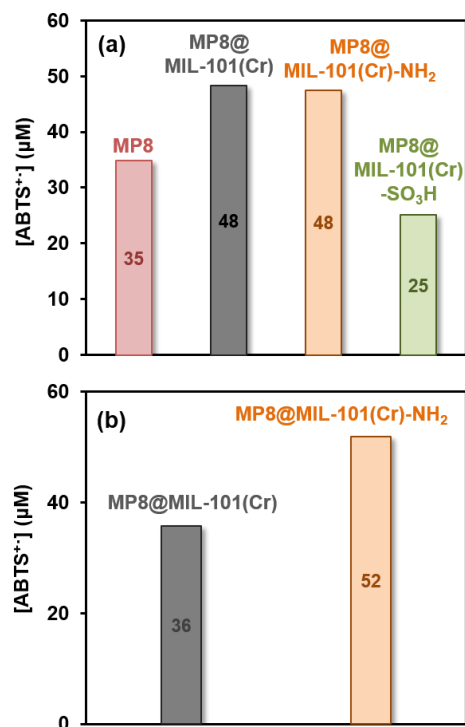 60
50
40
30
20
10
0
[ABTS⁺·] (µM)
(a)
MP8
35
MP8@
MIL-101(Cr)
48
MP8@
MIL-101(Cr)-NH₂
48
MP8@
MIL-101(Cr)
-SO₃H
25
60
40
20
0
[ABTS⁺·] (µM)
(b)
MP8@MIL-101(Cr)
36
MP8@MIL-101(Cr)-NH₂
52